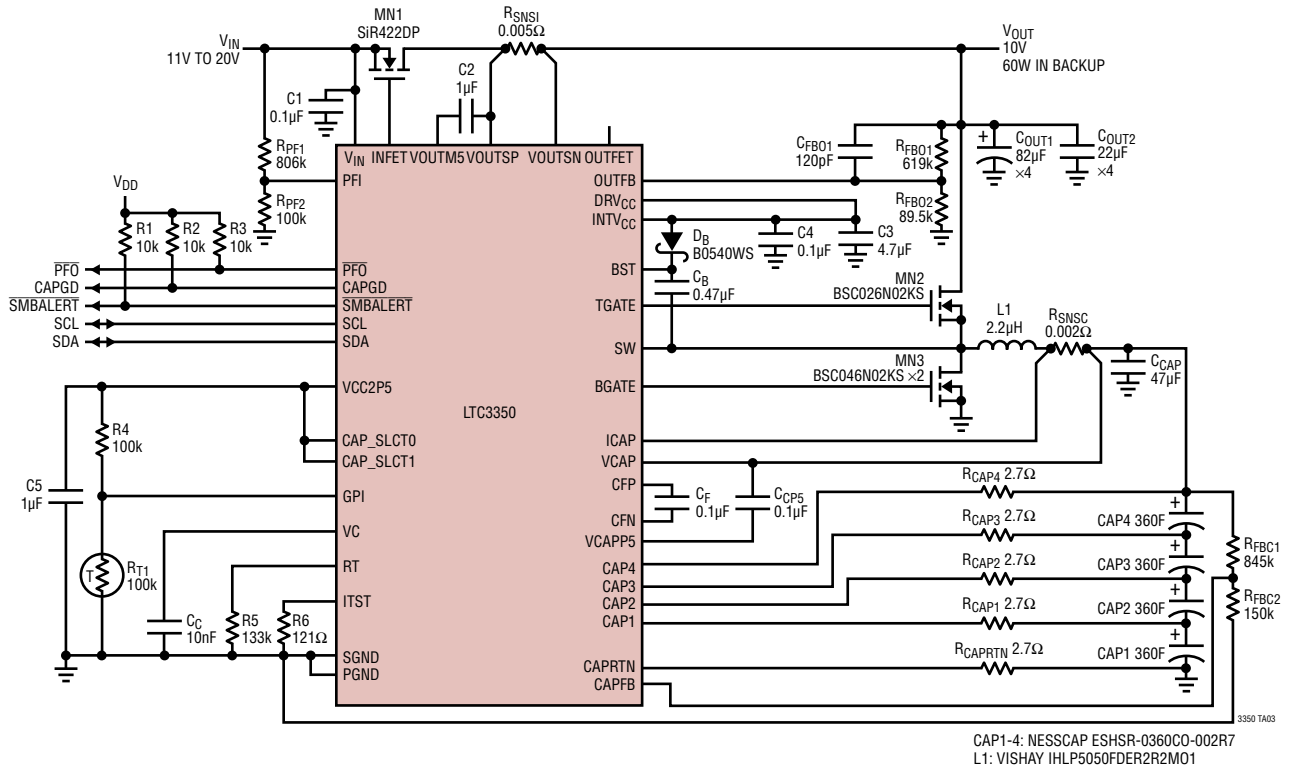 MN1
SiR422DP
RSNSI
0.005Ω
VIN
11V TO 20V
VOUT
10V
60W IN BACKUP
C1
0.1µF
C2
1µF
RPF1
806k
RPF2
100k
VIN INFET VOUTM5 VOUTSP VOUTSN OUTFET
CFBO1
120pF
RFBO1
619k
COUT1
82µF
×4
COUT2
22µF
×4
+
RFBO2
89.5k
VDD
R1
10k
R2
10k
R3
10k
PFO
CAPGD
SMBALERT
SCL
SDA
PFI
PFO
CAPGD
SMBALERT
SCL
SDA
VCC2P5
CAP_SLCT0
CAP_SLCT1
GPI
VC
RT
ITST
SGND
PGND
LTC3350
OUTFB
DRVCC
INTVCC
BST
TGATE
SW
BGATE
ICAP
VCAP
CFP
CFN
VCAPP5
CAP4
CAP3
CAP2
CAP1
CAPRTN
CAPFB
DB
B0540WS
C4
0.1µF
C3
4.7µF
CB
0.47µF
MN2
BSC026N02KS
L1
2.2µH
RSNSC
0.002Ω
MN3
BSC046N02KS ×2
CCAP
47µF
R4
100k
C5
1µF
T
RT1
100k
CC
10nF
R5
133k
R6
121Ω
CF
0.1µF
CCP5
0.1µF
RCAP4 2.7Ω
RCAP3 2.7Ω
RCAP2 2.7Ω
RCAP1 2.7Ω
RCAPRTN 2.7Ω
+
CAP4 360F
+
CAP3 360F
+
CAP2 360F
+
CAP1 360F
RFBC1
845k
RFBC2
150k
3350 TA03
CAP1-4: NESSCAP ESHSR-0360CO-002R7
L1: VISHAY IHLP5050FDER2R2MO1